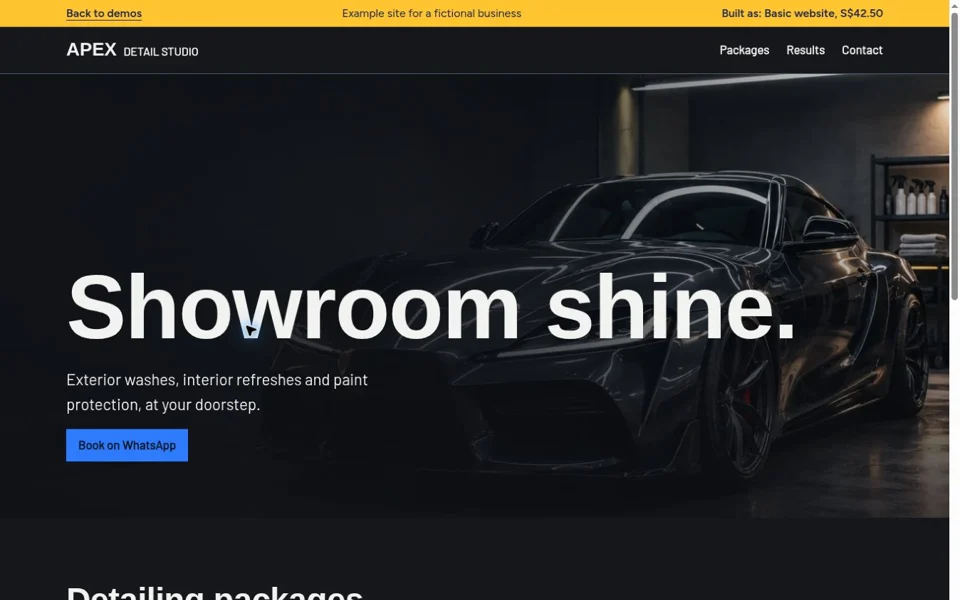 Back to demos
Example site for a fictional business
Built as: Basic website, S$42.50
APEX DETAIL STUDIO
Packages
Results
Contact
Showroom shine.
Exterior washes, interior refreshes and paint
protection, at your doorstep.
Book on WhatsApp
Detailing packages